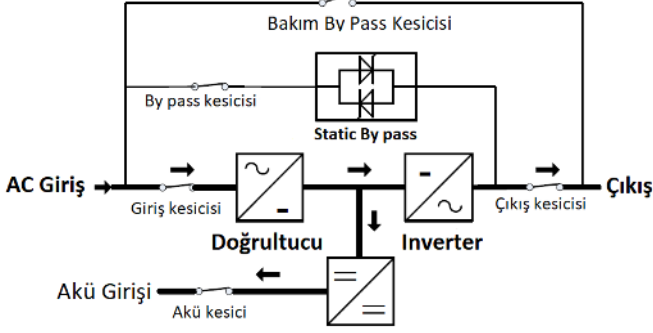 Bakım By Pass Kesicisi
By pass kesicisi
Static By pass
AC Giriş
Giriş kesicisi
Çıkış kesicisi
Çıkış
Doğrultucu
Inverter
Akü Girişi
Akü kesici